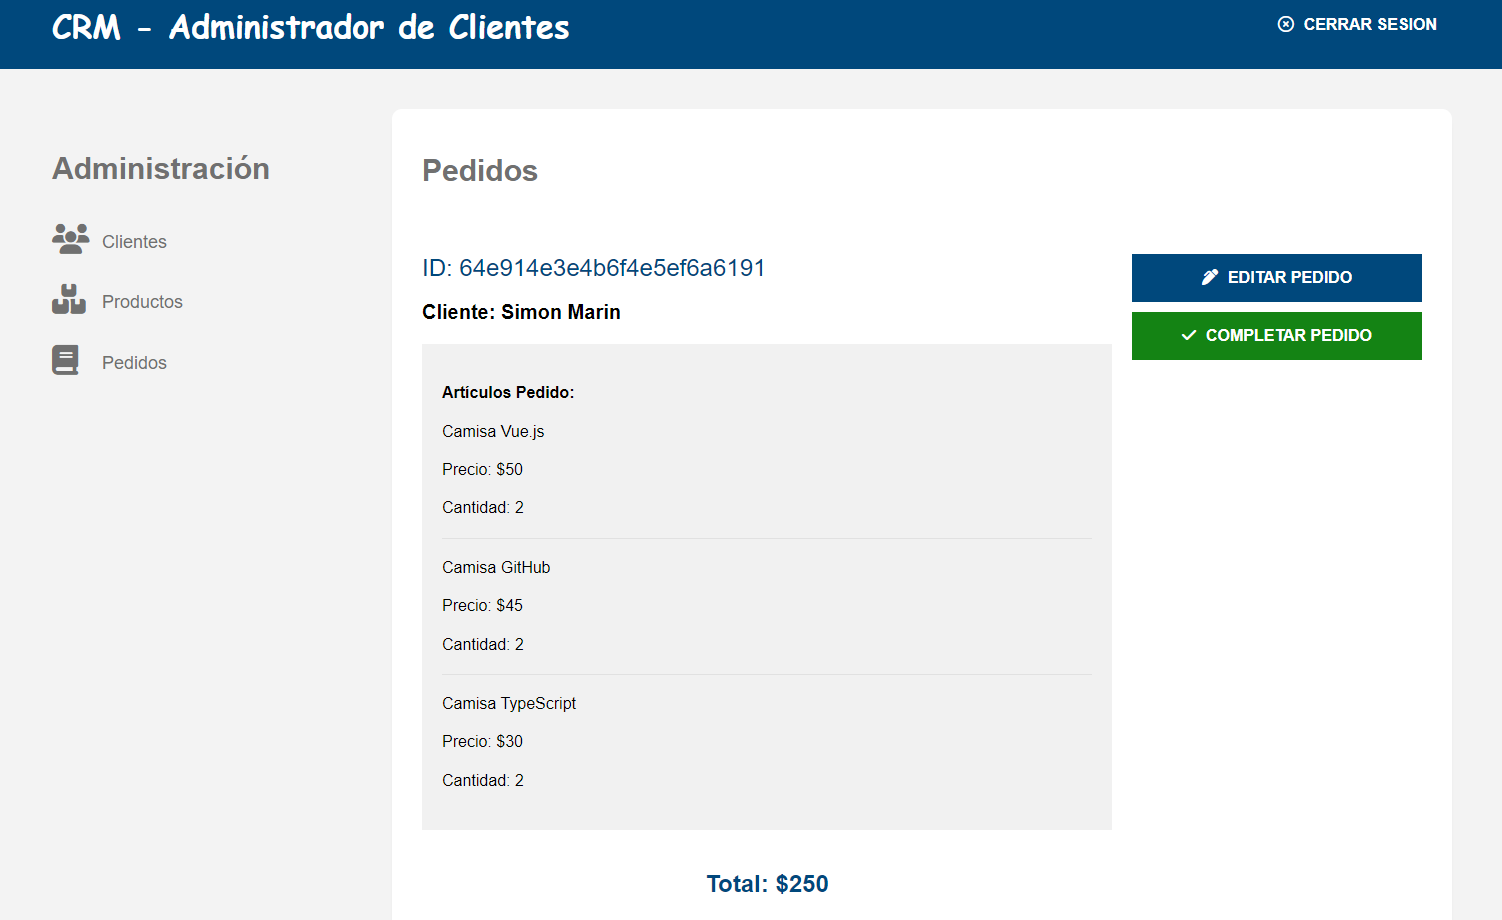 CRM - Administrador de Clientes
CERRAR SESION
Administración
Clientes
Productos
Pedidos
Pedidos
ID: 64e914e3e4b6f4e5ef6a6191
Cliente: Simon Marin
Artículos Pedido:
Camisa Vue.js
Precio: $50
Cantidad: 2
Camisa GitHub
Precio: $45
Cantidad: 2
Camisa TypeScript
Precio: $30
Cantidad: 2
Total: $250
EDITAR PEDIDO
COMPLETAR PEDIDO